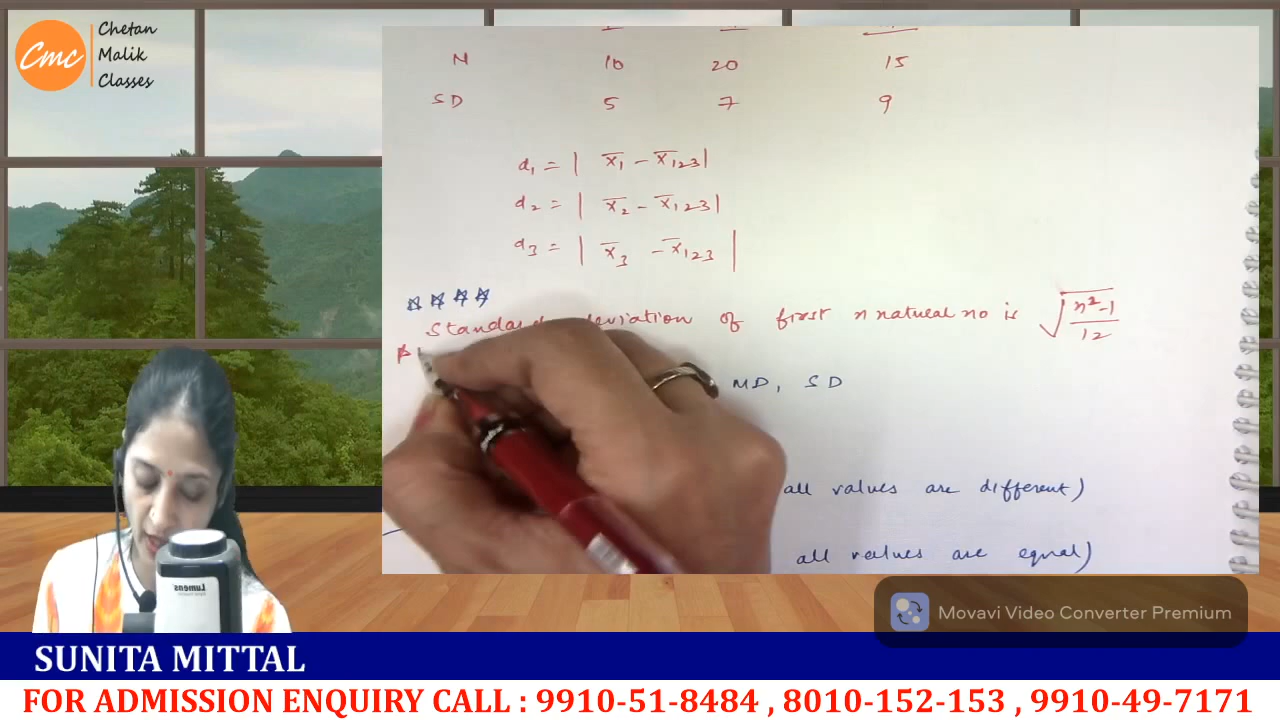 Chetan
Malik
Classes
CMC
N 10 20 15
SD 5 7 9
d₁ = | x̄₁ - x̄₁₂₃ |
d₂ = | x̄₂ - x̄₁₂₃ |
d₃ = | x̄₃ - x̄₁₂₃ |
Standard deviation of first n natural no is √((n²-1)/12)
MD, SD
all values are different)
all values are equal)
Lumens
Movavi Video Converter Premium
SUNITA MITTAL
FOR ADMISSION ENQUIRY CALL : 9910-51-8484 , 8010-152-153 , 9910-49-7171